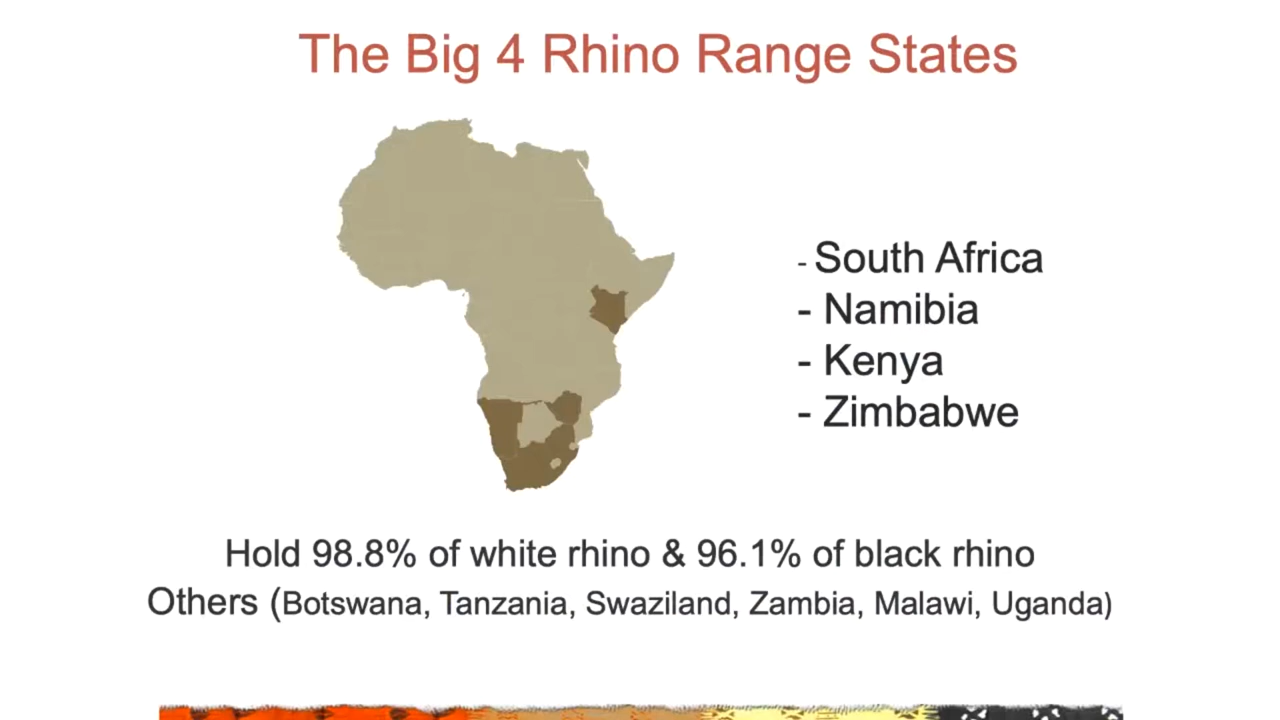 The Big 4 Rhino Range States
- South Africa
- Namibia
- Kenya
- Zimbabwe
Hold 98.8% of white rhino & 96.1% of black rhino
Others (Botswana, Tanzania, Swaziland, Zambia, Malawi, Uganda)